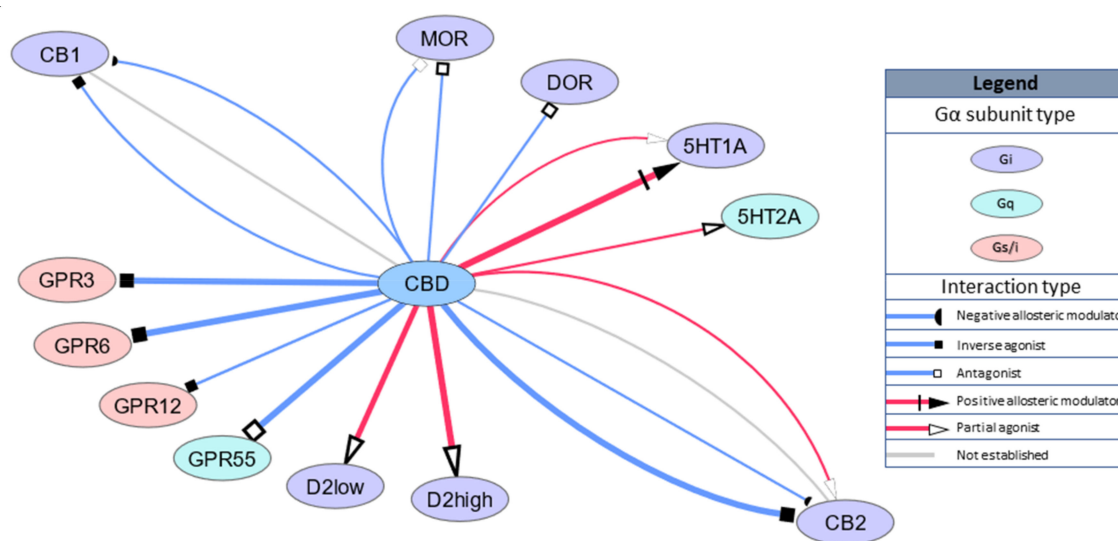 CB1
MOR
DOR
5HT1A
5HT2A
CBD
GPR3
GPR6
GPR12
GPR55
D2low
D2high
CB2
Legend
Gα subunit type
Gi
Gq
Gs/i
Interaction type
Negative allosteric modulato
Inverse agonist
Antagonist
Positive allosteric modulator
Partial agonist
Not established